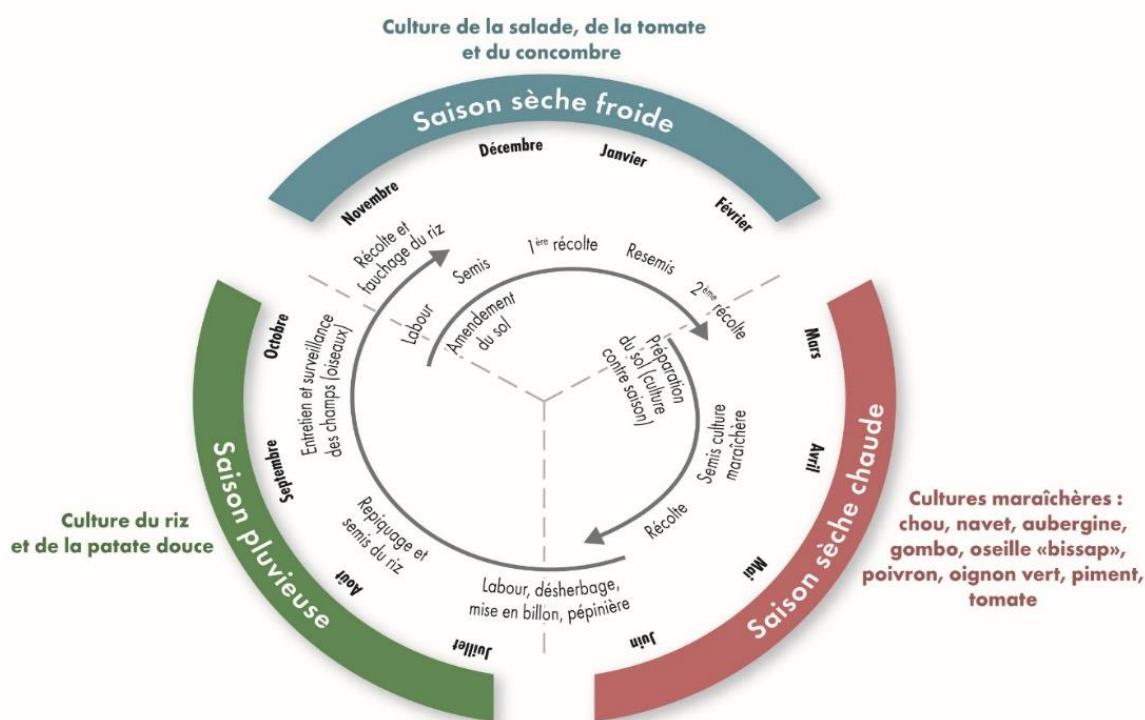 Culture de la salade, de la tomate
et du concombre
Saison sèche froide
Novembre
Décembre
Janvier
Février
Récolte et
fauchage du riz
Labour
Semis
Amendement
du sol
1ère récolte
Resemis
2ème récolte
Saison sèche chaude
Mars
Avril
Mai
Juin
Préparation
du sol (culture
contre saison)
Semis culture
maraîchère
Récolte
Cultures maraîchères :
chou, navet, aubergine,
gombo, oseille «bissap»,
poivron, oignon vert, piment,
tomate
Saison pluvieuse
Juillet
Août
Septembre
Octobre
Labour, désherbage,
mise en billon, pépinière
Repiquage et
semis du riz
Entretien et surveillance
des champs (oiseaux)
Culture du riz
et de la patate douce